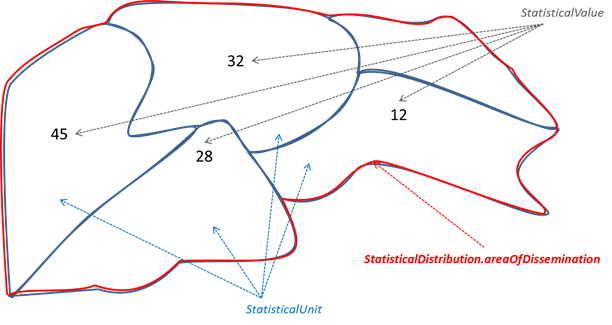 StatisticalValue
32
12
45
28
StatisticalDistribution.areaOfDissemination
StatisticalUnit